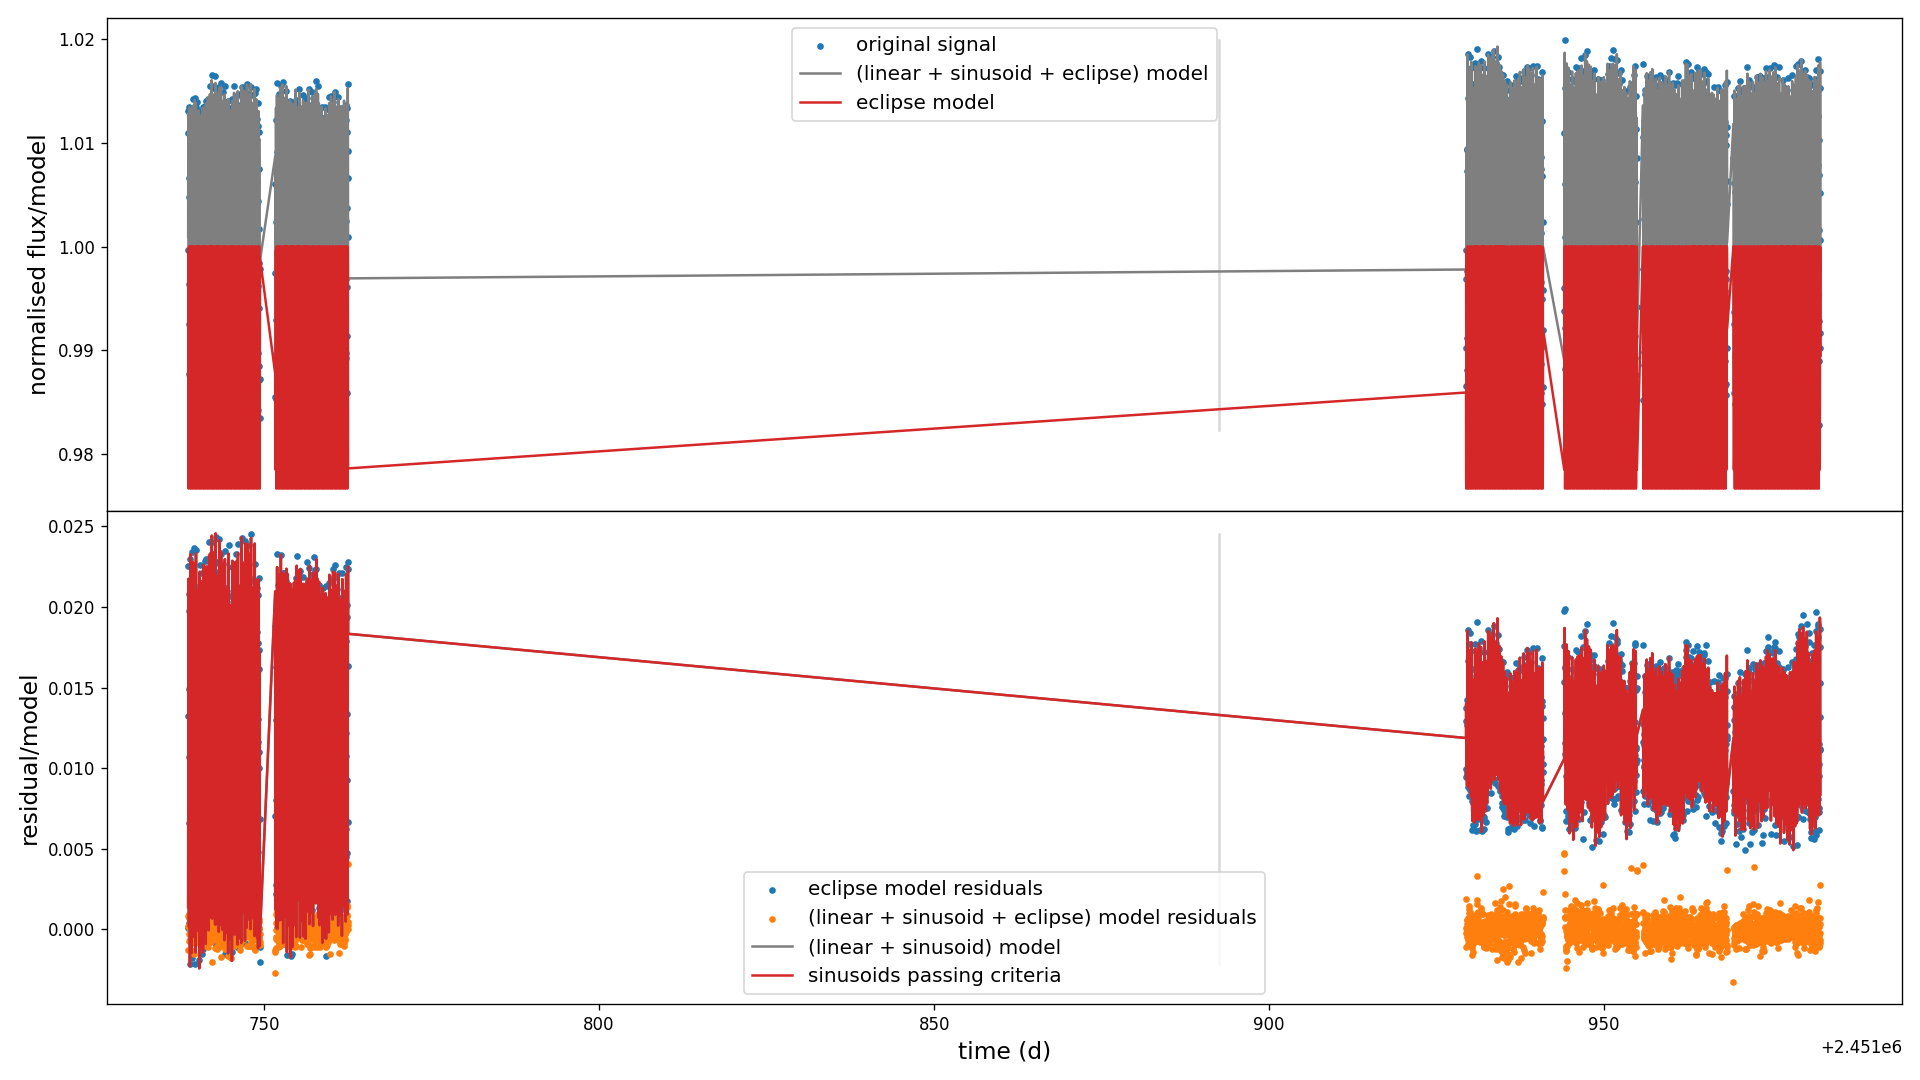 1.02
1.01
1.00
0.99
0.98
normalised flux/model
original signal
(linear + sinusoid + eclipse) model
eclipse model
0.025
0.020
0.015
0.010
0.005
0.000
residual/model
eclipse model residuals
(linear + sinusoid + eclipse) model residuals
(linear + sinusoid) model
sinusoids passing criteria
750
800
850
900
950
time (d)
+2.451e6